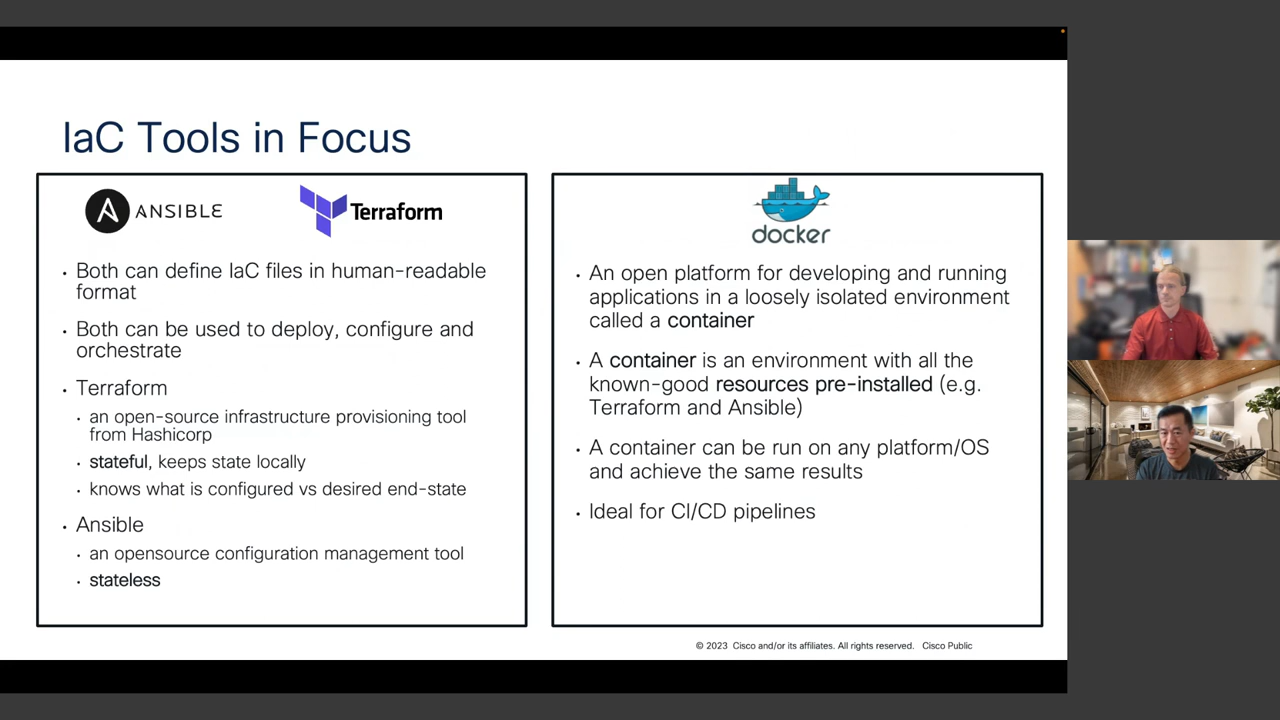 IaC Tools in Focus
ANSIBLE
Terraform
Both can define IaC files in human-readable
format
Both can be used to deploy, configure and
orchestrate
Terraform
an open-source infrastructure provisioning tool
from Hashicorp
stateful, keeps state locally
knows what is configured vs desired end-state
Ansible
an opensource configuration management tool
stateless
docker
An open platform for developing and running
applications in a loosely isolated environment
called a container
A container is an environment with all the
known-good resources pre-installed (e.g.
Terraform and Ansible)
A container can be run on any platform/OS
and achieve the same results
Ideal for CI/CD pipelines
© 2023 Cisco and/or its affiliates. All rights reserved. Cisco Public